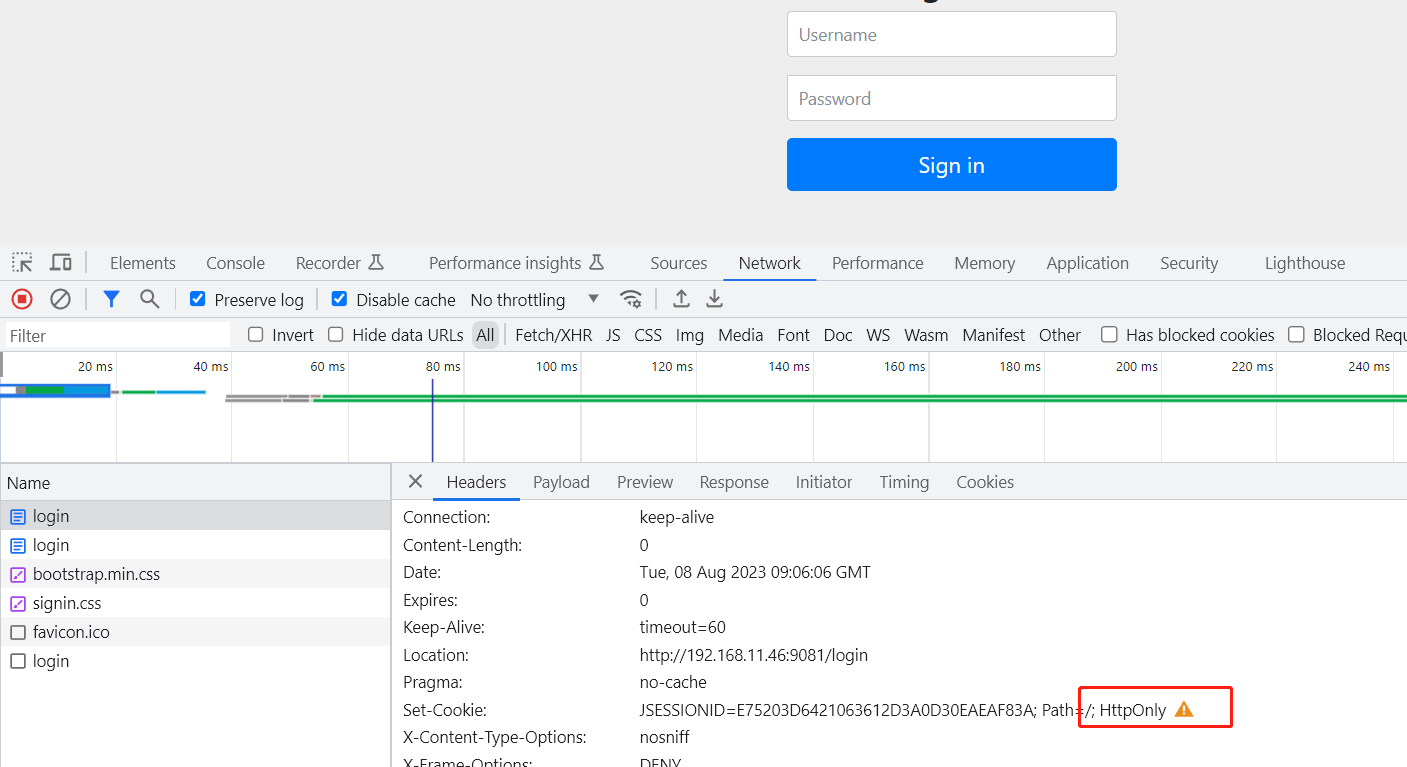 Username
Password
Sign in
Elements Console Recorder Performance insights Sources Network Performance Memory Application Security Lighthouse
Preserve log Disable cache No throttling
Filter Invert Hide data URLs All Fetch/XHR JS CSS Img Media Font Doc WS Wasm Manifest Other Has blocked cookies Blocked Requ
20 ms 40 ms 60 ms 80 ms 100 ms 120 ms 140 ms 160 ms 180 ms 200 ms 220 ms 240 ms
Name
login
login
bootstrap.min.css
signin.css
favicon.ico
login
Headers Payload Preview Response Initiator Timing Cookies
Connection: keep-alive
Content-Length: 0
Date: Tue, 08 Aug 2023 09:06:06 GMT
Expires: 0
Keep-Alive: timeout=60
Location: http://192.168.11.46:9081/login
Pragma: no-cache
Set-Cookie: JSESSIONID=E75203D6421063612D3A0D30EAEAF83A; Path=/; HttpOnly
X-Content-Type-Options: nosniff
X-Frame-Options: DENY